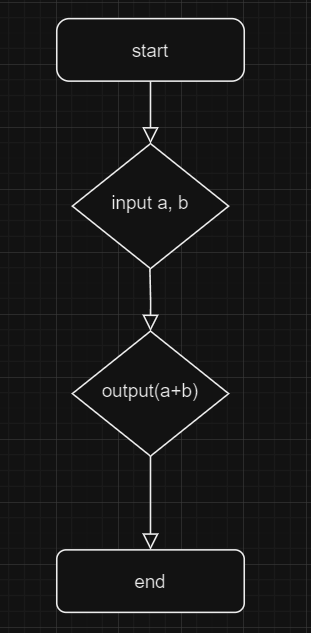 start
input a, b
output(a+b)
end